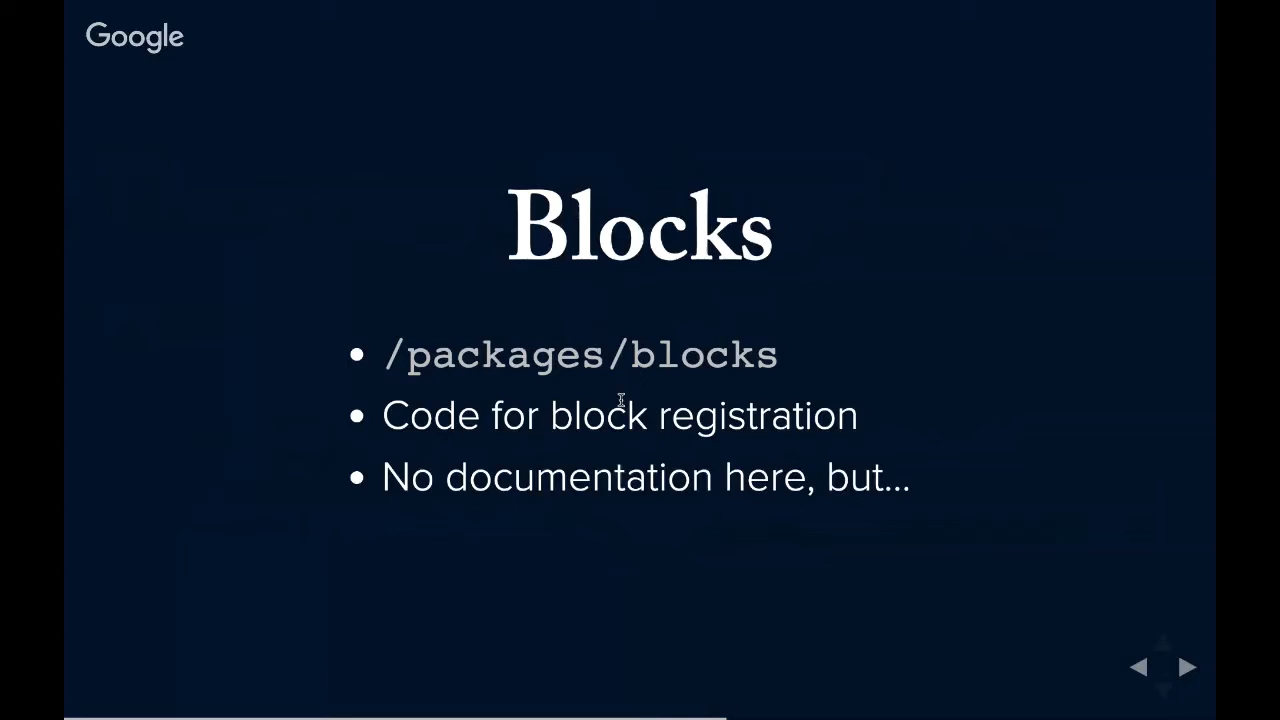 Google
Blocks
/packages/blocks
Code for block registration
No documentation here, but...